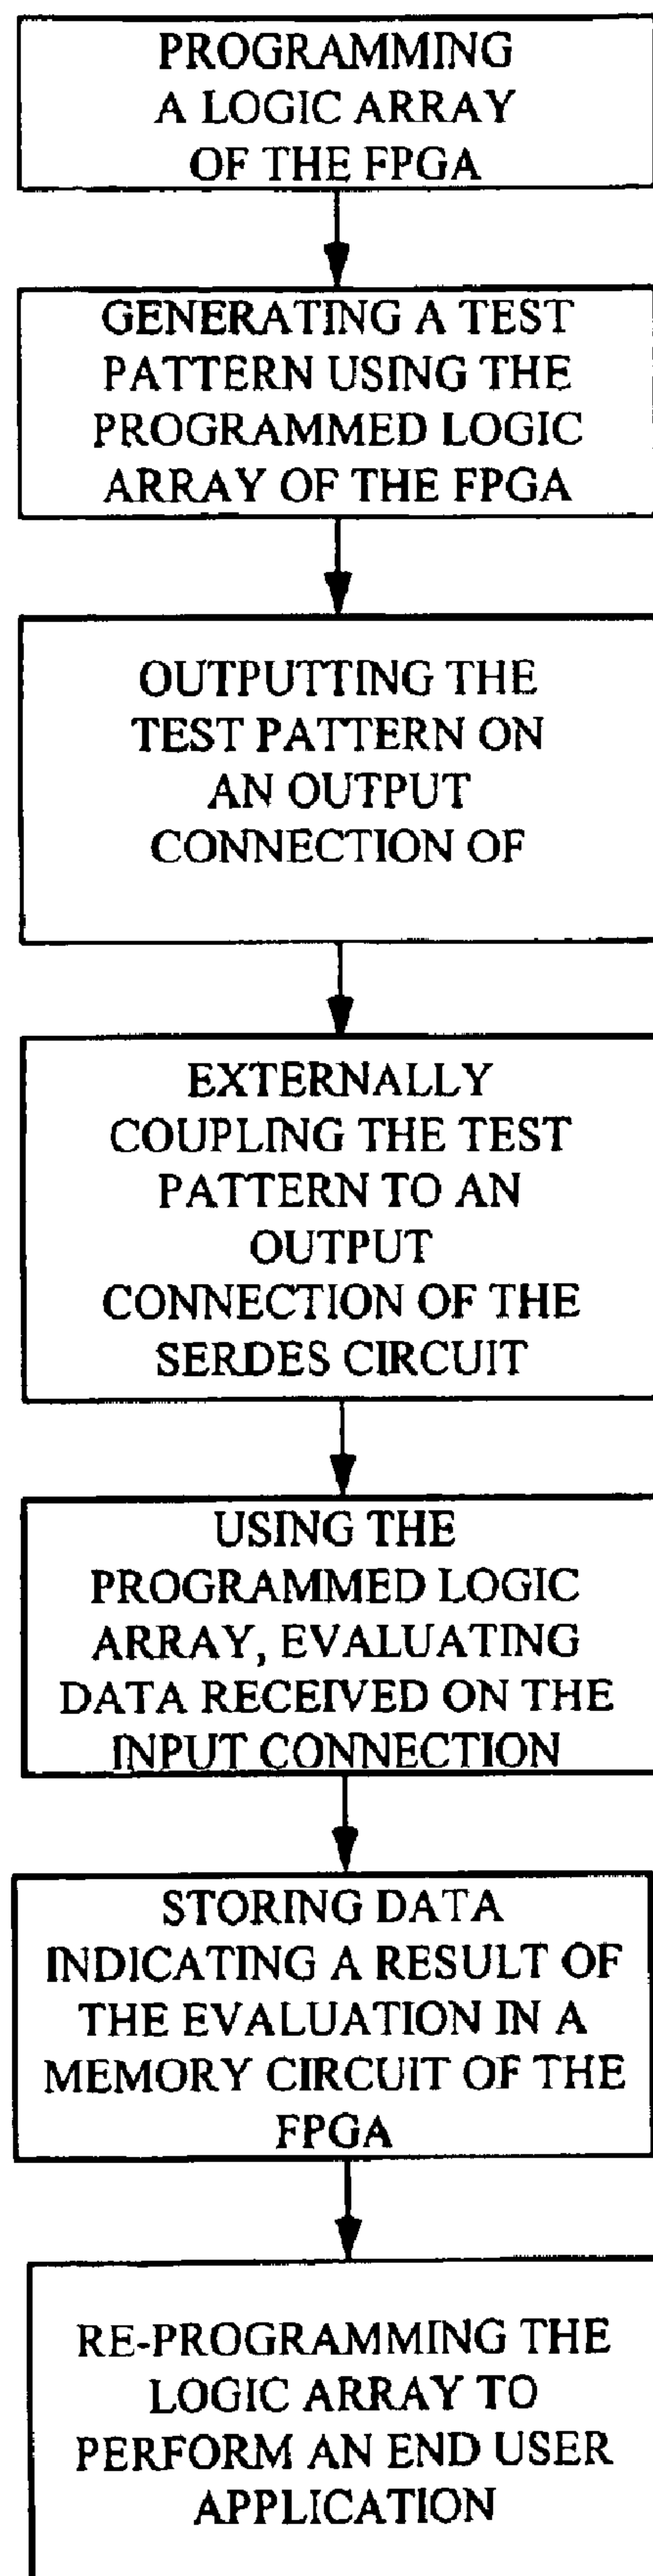 PROGRAMMING
A LOGIC ARRAY
OF THE FPGA
GENERATING A TEST
PATTERN USING THE
PROGRAMMED LOGIC
ARRAY OF THE FPGA
OUTPUTTING THE
TEST PATTERN ON
AN OUTPUT
CONNECTION OF
EXTERNALLY
COUPLING THE TEST
PATTERN TO AN
OUTPUT
CONNECTION OF THE
SERDES CIRCUIT
USING THE
PROGRAMMED LOGIC
ARRAY, EVALUATING
DATA RECEIVED ON THE
INPUT CONNECTION
STORING DATA
INDICATING A RESULT OF
THE EVALUATION IN A
MEMORY CIRCUIT OF THE
FPGA
RE-PROGRAMMING THE
LOGIC ARRAY TO
PERFORM AN END USER
APPLICATION